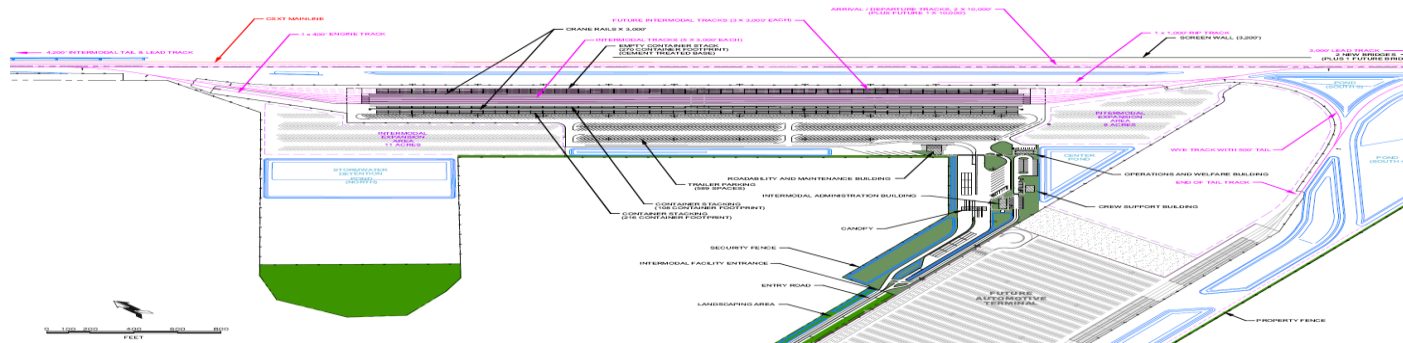 CSXT MAINLINE
4,200' INTERMODAL TAIL & LEAD TRACK
1 x 400' ENGINE TRACK
CRANE RAILS X 3,000'
FUTURE INTERMODAL TRACKS (3 X 3,000' EACH)
INTERMODAL TRACKS (5 X 3,000' EACH)
EMPTY CONTAINER STACK
(270 CONTAINER FOOTPRINT)
(CEMENT TREATED BASE)
ARRIVAL / DEPARTURE TRACKS, 2 X 10,000'
(PLUS FUTURE 1 X 10,000')
1 x 1,000' RIP TRACK
SCREEN WALL (3,200')
LEAD TRACK
2 NEW BRIDGES
(PLUS 1 FUTURE BRID
POND
(SOUTH
INTERMODAL
EXPANSION
AREA
11 ACRES
INTERMODAL
EXPANSION
AREA
ACRES
STORMWATER
DETENTION
POND
(NORTH)
CENTER
POND
WYE TRACK WITH 500' TAIL
POND
(SOUTH
END OF TAIL TRACK
ROADABILITY AND MAINTENANCE BUILDING
TRAILER PARKING
(589 SPACES)
OPERATIONS AND WELFARE BUILDING
INTERMODAL ADMINISTRATION BUILDING
CONTAINER STACKING
(198 CONTAINER FOOTPRINT)
CONTAINER STACKING
(216 CONTAINER FOOTPRINT)
CREW SUPPORT BUILDING
CANOPY
SECURITY FENCE
INTERMODAL FACILITY ENTRANCE
ENTRY ROAD
LANDSCAPING AREA
FUTURE
AUTOMOTIVE
TERMINAL
PROPERTY FENCE
0 100 200 400 600 800
FEET